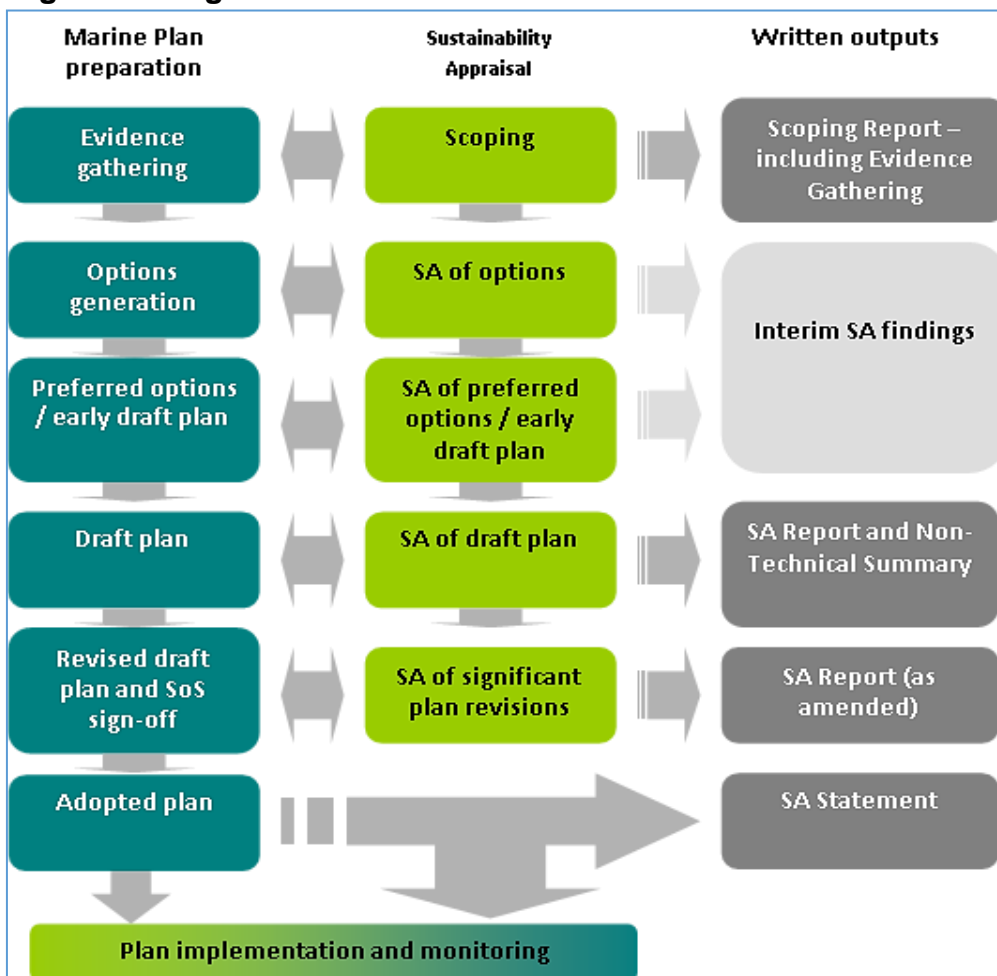 Marine Plan
preparation
Sustainability
Appraisal
Written outputs
Evidence
gathering
Scoping
Scoping Report –
including Evidence
Gathering
Options
generation
SA of options
Interim SA findings
Preferred options
/ early draft plan
SA of preferred
options / early
draft plan
Draft plan
SA of draft plan
SA Report and Non-
Technical Summary
Revised draft
plan and SoS
sign-off
SA of significant
plan revisions
SA Report (as
amended)
Adopted plan
SA Statement
Plan implementation and monitoring